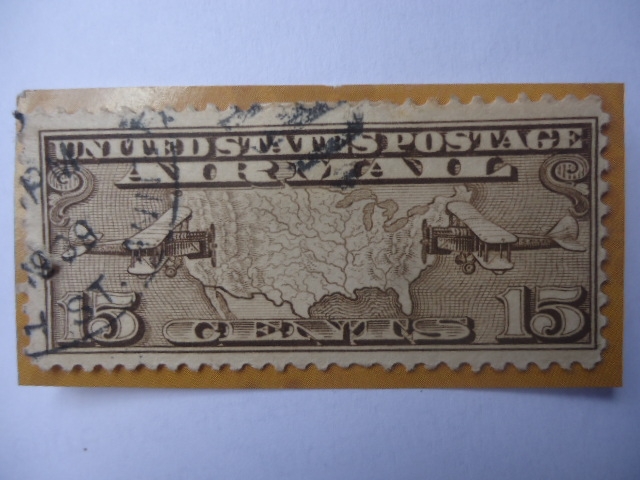 UNITED STATES POSTAGE
AIR MAIL
15 CENTS 15